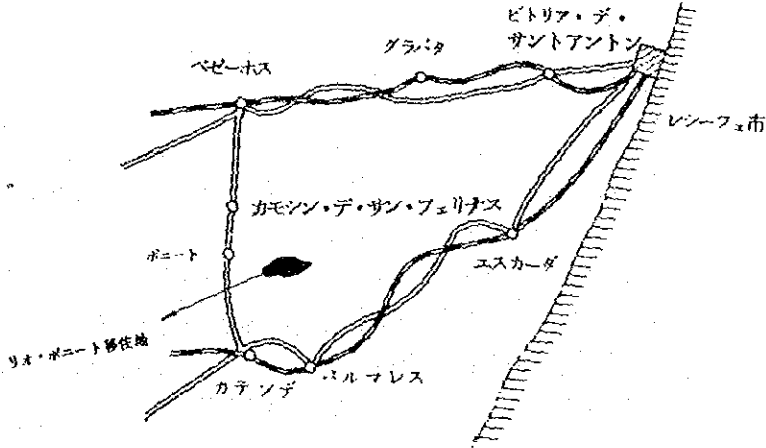 ビトリア・デ・
サントアントン
グラバタ
ベゼーホス
レシーフェ市
カモシン・デ・サン・フェリナス
ボニート
エスカーダ
リオ・ボニート移住地
カテンデ
パルマレス